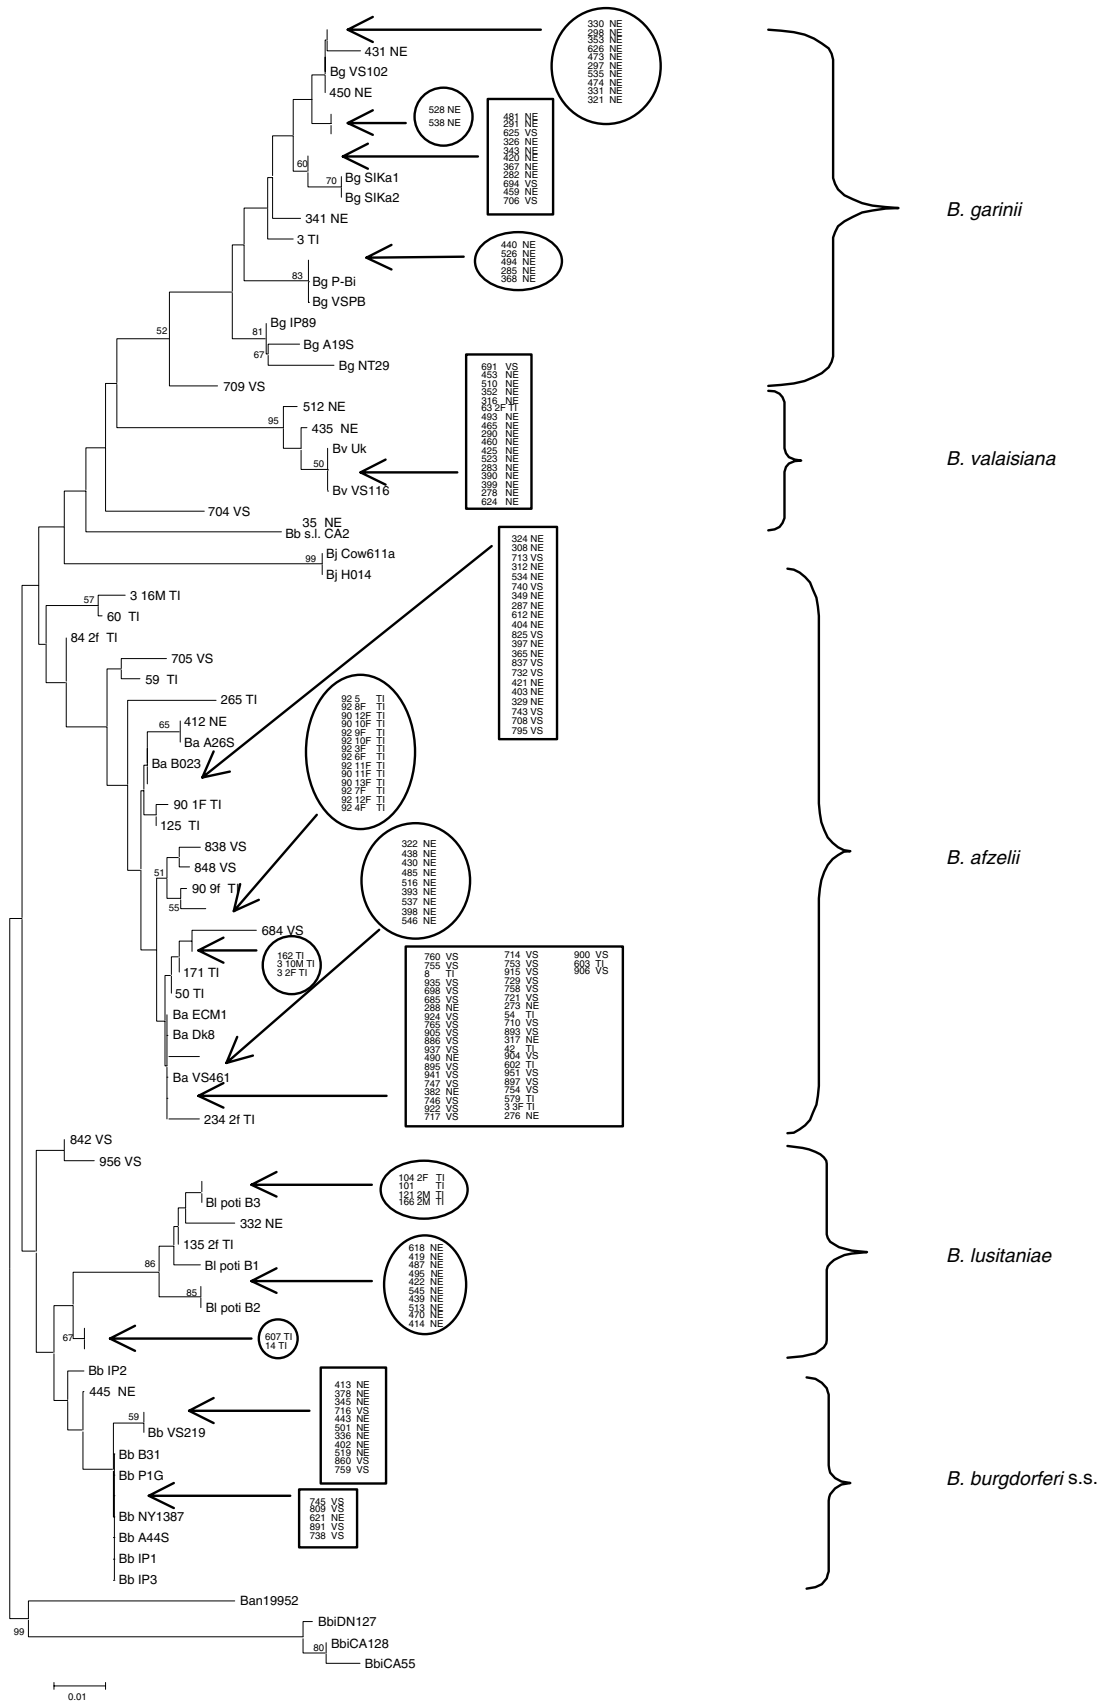 330 NE
298 NE
353 NE
626 NE
473 NE
297 NE
535 NE
474 NE
331 NE
321 NE
431 NE
Bg VS102
450 NE
528 NE
538 NE
481 NE
291 NE
625 VS
326 NE
343 NE
420 NE
367 NE
282 NE
694 VS
459 NE
706 VS
60
70
Bg SIKa1
Bg SIKa2
B. garinii
341 NE
3 TI
440 NE
526 NE
494 NE
285 NE
368 NE
83
Bg P-Bi
Bg VSPB
Bg IP89
52
81
Bg A19S
67
Bg NT29
709 VS
691 VS
453 NE
510 NE
352 NE
316 NE
63 2F TI
493 NE
465 NE
290 NE
460 NE
425 NE
523 NE
283 NE
390 NE
399 NE
278 NE
624 NE
512 NE
95
435 NE
Bv Uk
50
Bv VS116
B. valaisiana
704 VS
35 NE
Bb s.l. CA2
Bj Cow611a
99
Bj H014
324 NE
308 NE
713 VS
312 NE
534 NE
740 VS
349 NE
287 NE
612 NE
404 NE
825 VS
397 NE
365 NE
837 VS
732 VS
421 NE
403 NE
329 NE
743 VS
708 VS
795 VS
57
3 16M TI
60 TI
84 2f TI
705 VS
59 TI
265 TI
92 5 TI
92 8F TI
90 12F TI
90 10F TI
92 9F TI
92 10F TI
92 3F TI
92 6F TI
92 11F TI
90 11F TI
90 13F TI
92 7F TI
92 12F TI
92 4F TI
65
412 NE
Ba A26S
Ba B023
90 1F TI
125 TI
838 VS
848 VS
51
90 9f TI
55
B. afzelii
322 NE
438 NE
430 NE
485 NE
516 NE
393 NE
537 NE
398 NE
546 NE
684 VS
162 TI
3 10M TI
3 2F TI
171 TI
50 TI
Ba ECM1
Ba Dk8
Ba VS461
234 2f TI
760 VS
755 VS
8 TI
935 VS
698 VS
685 VS
288 NE
924 VS
765 VS
905 VS
886 VS
937 VS
490 NE
895 VS
941 VS
747 VS
382 NE
746 VS
922 VS
717 VS
714 VS
753 VS
915 VS
729 VS
758 VS
721 VS
273 NE
54 TI
710 VS
893 VS
317 NE
42 TI
904 VS
602 TI
951 VS
897 VS
754 VS
579 TI
3 3F TI
276 NE
900 VS
603 TI
906 VS
842 VS
956 VS
104 2F TI
101 TI
121 2M TI
166 2M TI
Bl poti B3
332 NE
135 2f TI
86
Bl poti B1
85
Bl poti B2
618 NE
419 NE
487 NE
495 NE
422 NE
545 NE
439 NE
513 NE
470 NE
414 NE
B. lusitaniae
67
607 TI
14 TI
Bb IP2
445 NE
413 NE
378 NE
345 NE
716 VS
443 NE
501 NE
336 NE
402 NE
519 NE
860 VS
759 VS
59
Bb VS219
Bb B31
Bb P1G
745 VS
809 VS
621 NE
891 VS
738 VS
B. burgdorferi s.s.
Bb NY1387
Bb A44S
Bb IP1
Bb IP3
Ban19952
99
BbiDN127
80
BbiCA128
BbiCA55
0.01